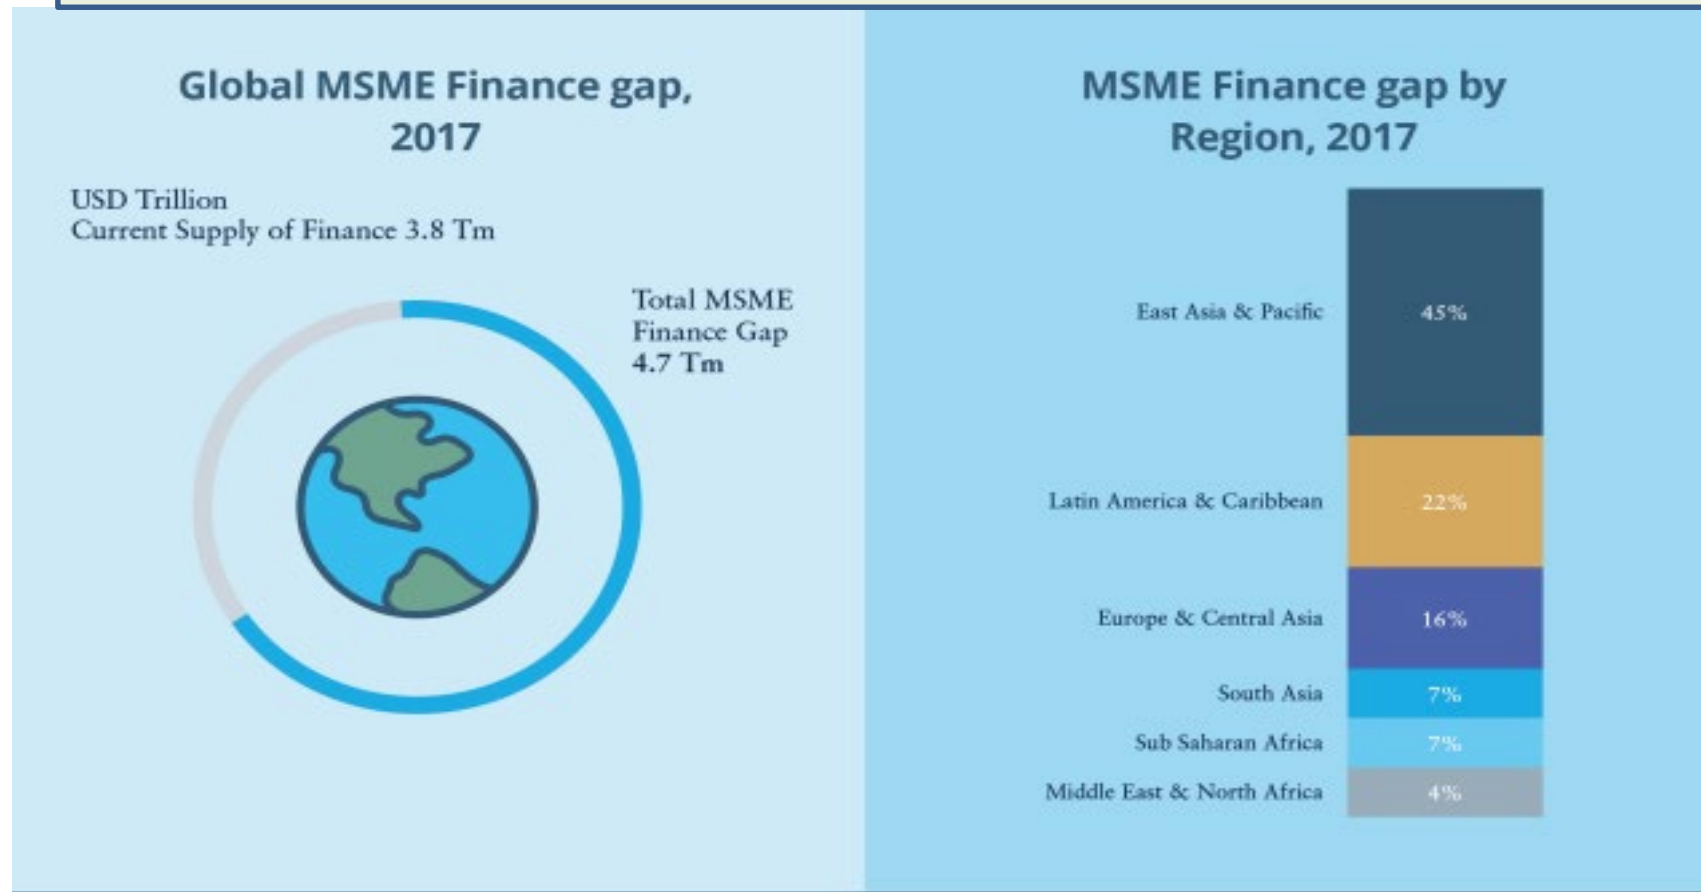 Global MSME Finance gap,
2017
USD Trillion
Current Supply of Finance 3.8 Tm
Total MSME
Finance Gap
4.7 Tm
MSME Finance gap by
Region, 2017
East Asia & Pacific 45%
Latin America & Caribbean 22%
Europe & Central Asia 16%
South Asia 7%
Sub Saharan Africa 7%
Middle East & North Africa 4%